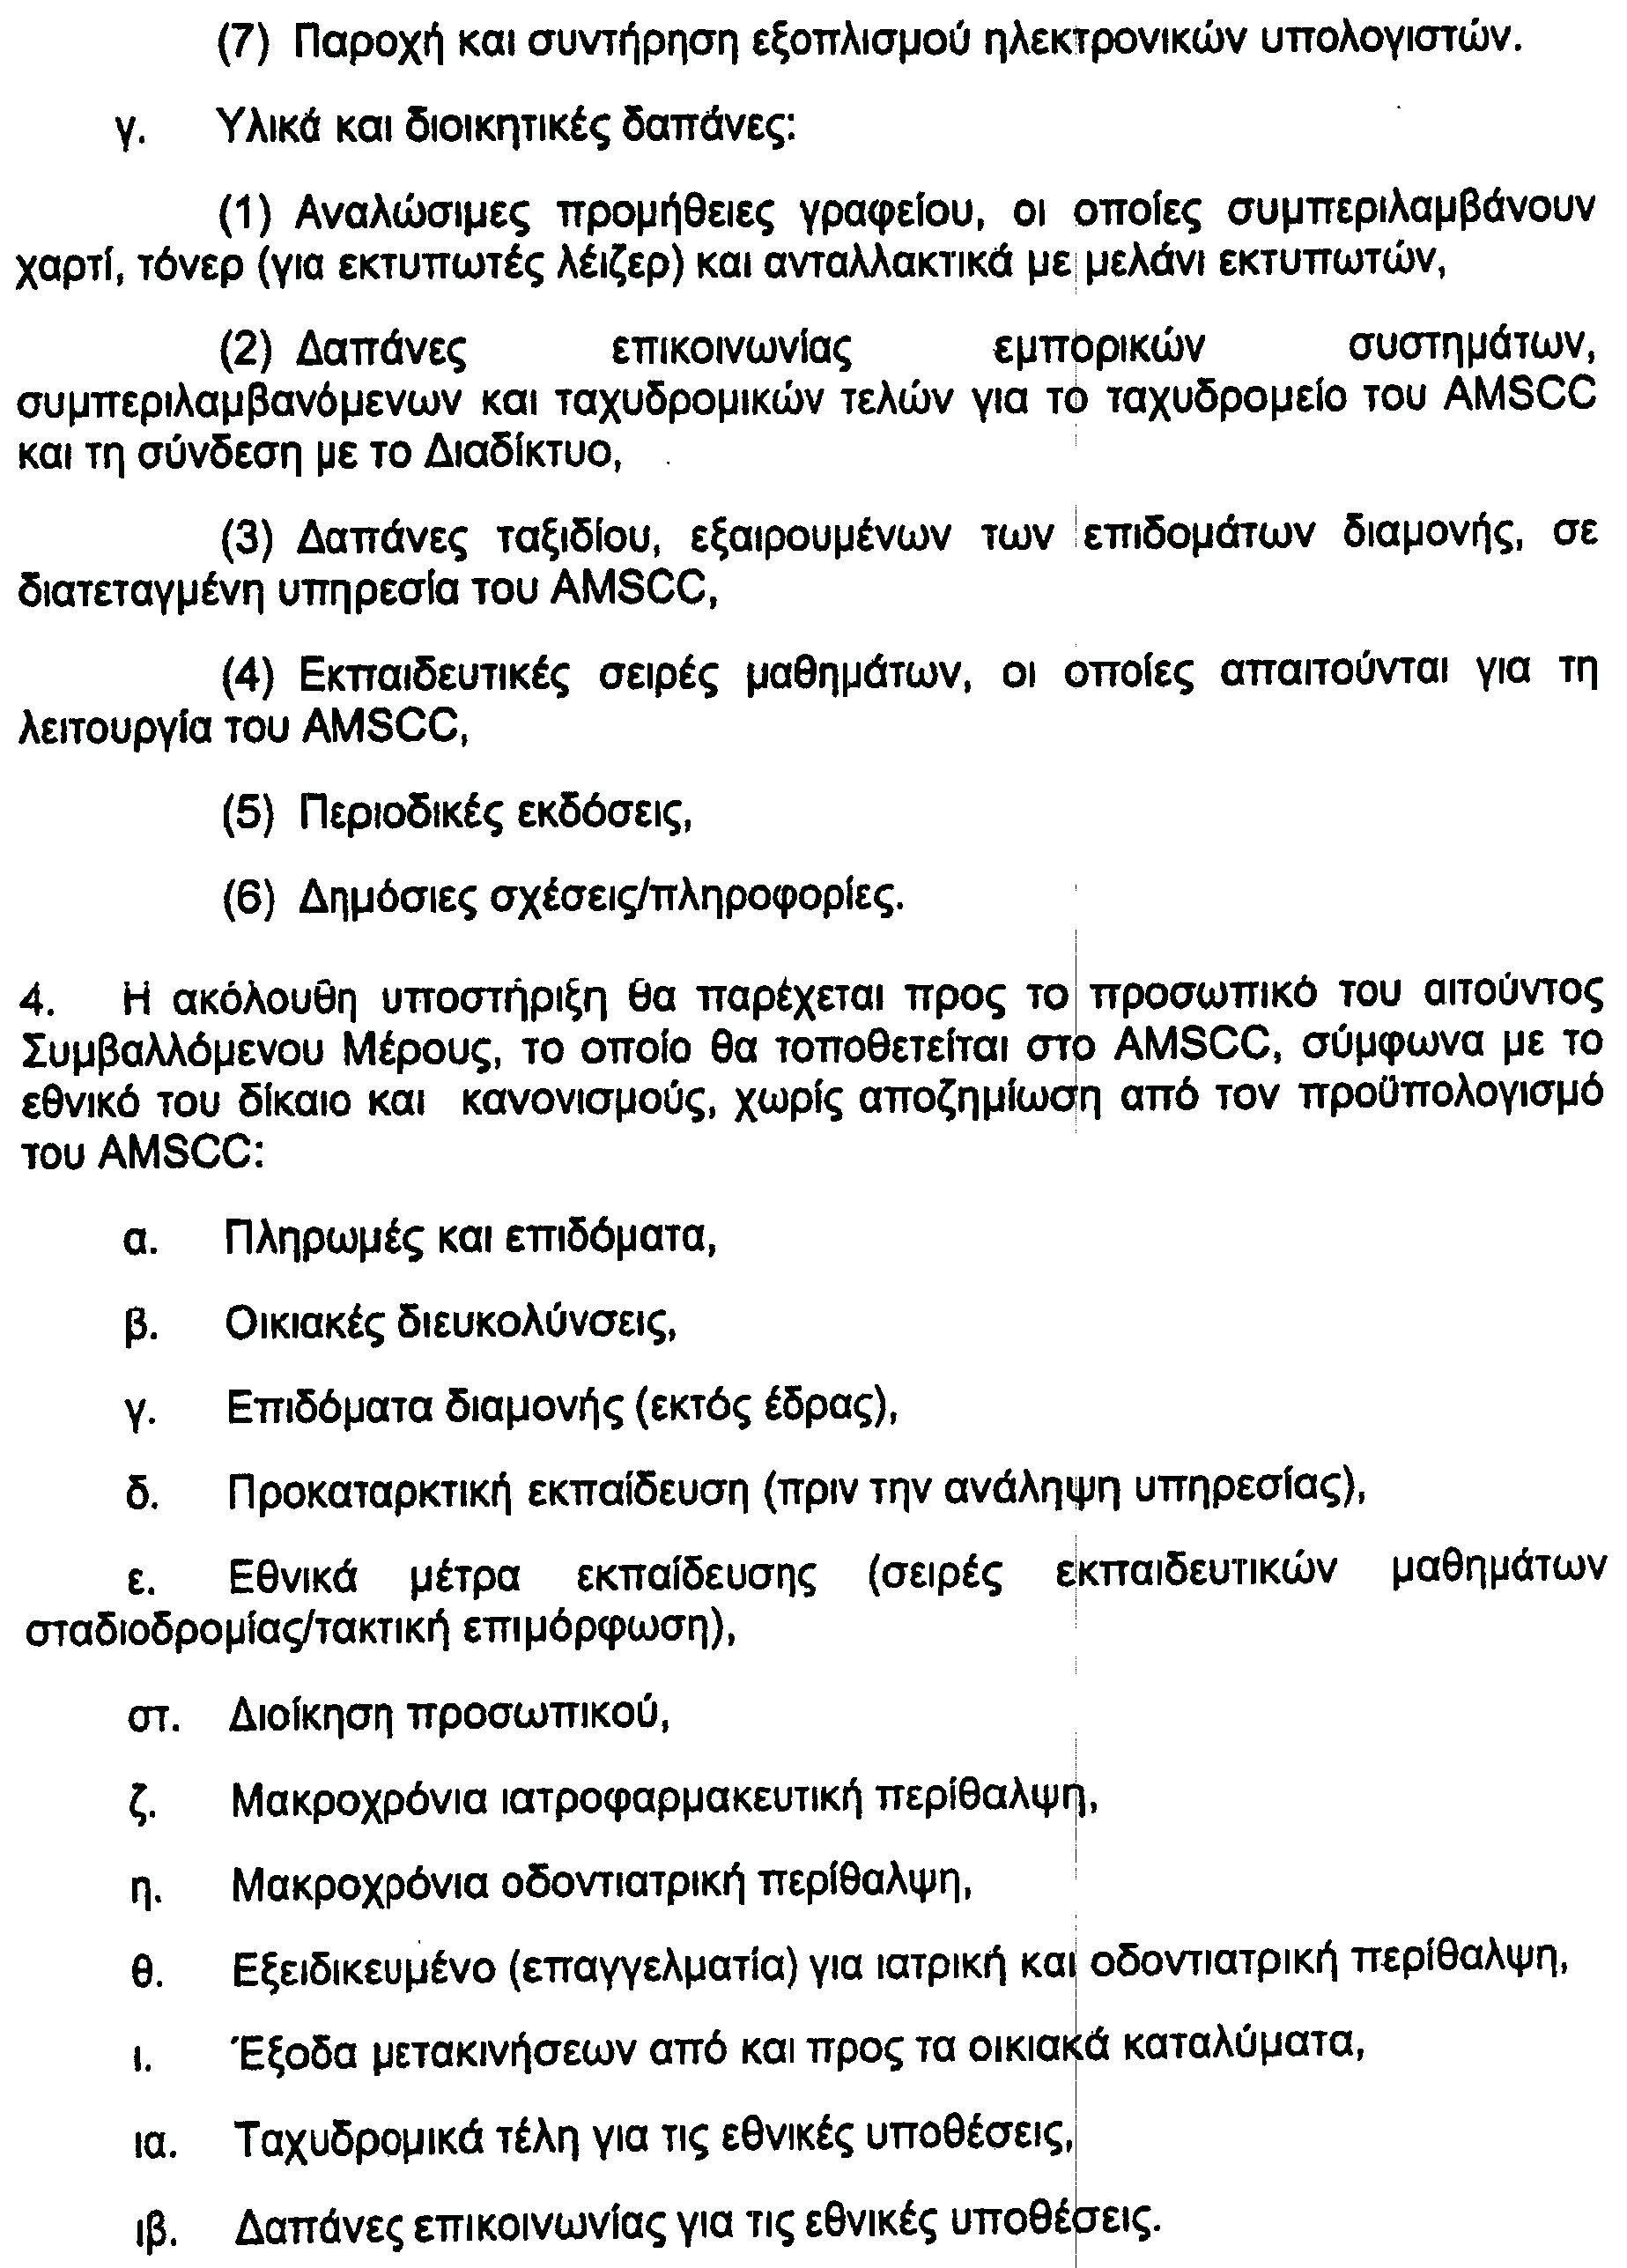 (7) Παροχή και συντήρηση εξοπλισμού ηλεκτρονικών υπολογιστών.
γ. Υλικά και διοικητικές δαπάνες:
(1) Αναλώσιμες προμήθειες γραφείου, οι οποίες συμπεριλαμβάνουν
χαρτί, τόνερ (για εκτυπωτές λέιζερ) και ανταλλακτικά με μελάνι εκτυπωτών,
(2) Δαπάνες επικοινωνίας εμπορικών συστημάτων,
συμπεριλαμβανόμενων και ταχυδρομικών τελών για το ταχυδρομείο του AMSCC
και τη σύνδεση με το Διαδίκτυο,
(3) Δαπάνες ταξιδίου, εξαιρουμένων των επιδομάτων διαμονής, σε
διατεταγμένη υπηρεσία του AMSCC,
(4) Εκπαιδευτικές σειρές μαθημάτων, οι οποίες απαιτούνται για τη
λειτουργία του AMSCC,
(5) Περιοδικές εκδόσεις,
(6) Δημόσιες σχέσεις/πληροφορίες.
4. Η ακόλουθη υποστήριξη θα παρέχεται προς το προσωπικό του αιτούντος
Συμβαλλόμενου Μέρους, το οποίο θα τοποθετείται στο AMSCC, σύμφωνα με το
εθνικό του δίκαιο και κανονισμούς, χωρίς αποζημίωση από τον προϋπολογισμό
του AMSCC:
α. Πληρωμές και επιδόματα,
β. Οικιακές διευκολύνσεις,
γ. Επιδόματα διαμονής (εκτός έδρας),
δ. Προκαταρκτική εκπαίδευση (πριν την ανάληψη υπηρεσίας),
ε. Εθνικά μέτρα εκπαίδευσης (σειρές εκπαιδευτικών μαθημάτων
σταδιοδρομίας/τακτική επιμόρφωση),
στ. Διοίκηση προσωπικού,
ζ. Μακροχρόνια ιατροφαρμακευτική περίθαλψη,
η. Μακροχρόνια οδοντιατρική περίθαλψη,
θ. Εξειδικευμένο (επαγγελματία) για ιατρική και οδοντιατρική περίθαλψη,
ι. Έξοδα μετακινήσεων από και προς τα οικιακά καταλύματα,
ια. Ταχυδρομικά τέλη για τις εθνικές υποθέσεις,
ιβ. Δαπάνες επικοινωνίας για τις εθνικές υποθέσεις.